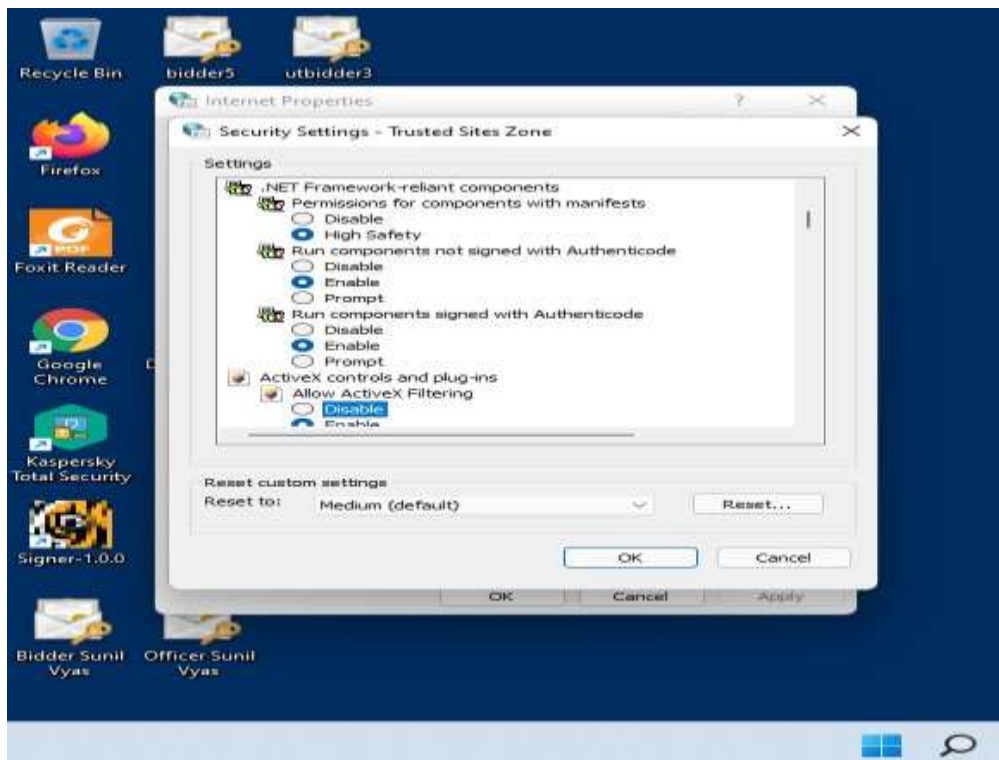 Recycle Bin
bidder5
utbidder3
Internet Properties
?
Security Settings - Trusted Sites Zone
Firefox
Settings
.NET Framework-reliant components
Permissions for components with manifests
Disable
High Safety
Run components not signed with Authenticode
Disable
Enable
Prompt
Run components signed with Authenticode
Disable
Enable
Prompt
ActiveX controls and plug-ins
Allow ActiveX Filtering
Disable
Enable
PDF
Foxit Reader
Google
Chrome
Kaspersky
Total Security
Reset custom settings
Reset to:
Medium (default)
Reset...
Signer-1.0.0
OK
Cancel
OK
Cancel
Apply
Bidder Sunil
Vyas
Officer Sunil
Vyas